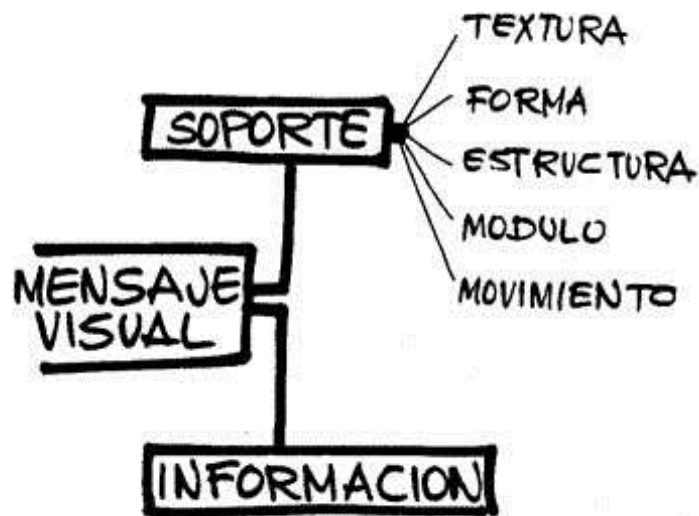 TEXTURA
FORMA
SOPORTE
ESTRUCTURA
MODULO
MENSAJE
VISUAL
MOVIMIENTO
INFORMACION